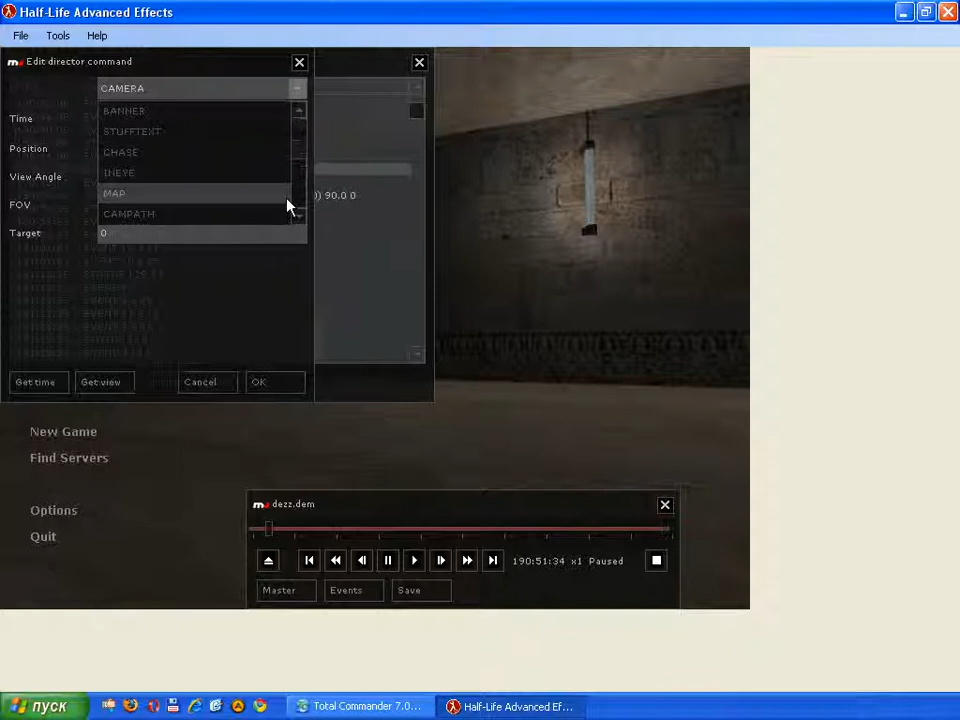 Half-Life Advanced Effects
File Tools Help
Edit director command
CAMERA
BANNER
STUFFTEXT
CHASE
INEYE
MAP
CAMPATH
Time
Position
View Angle
FOV
Target 0
)) 90.0 0
Get time Get view Cancel OK
New Game
Find Servers
Options
Quit
dezz.dem
190:51:34 x1 Paused
Master Events Save
пуск Total Commander 7.0... Half-Life Advanced Ef...